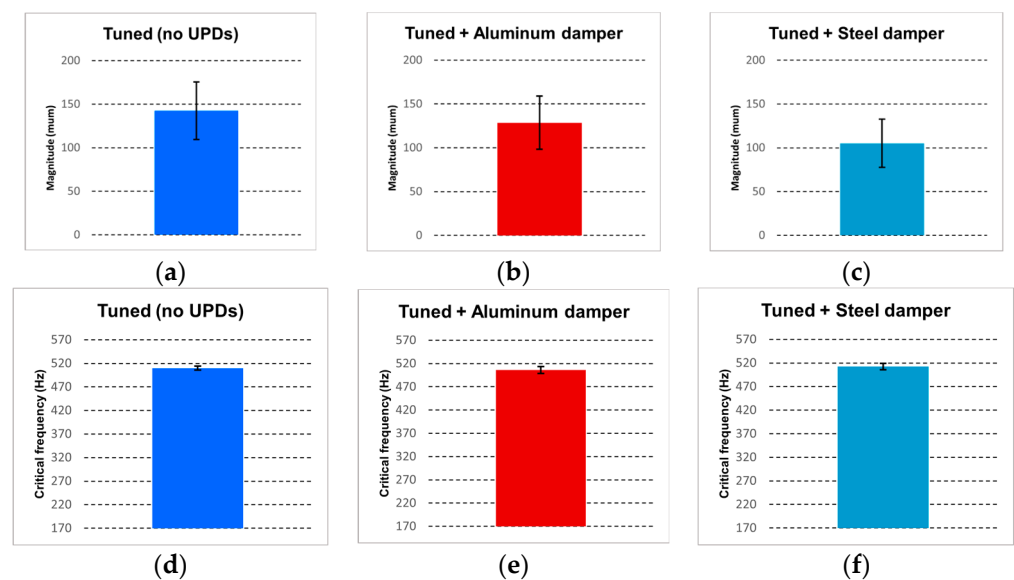 Tuned (no UPDs)
Magnitude (mum)
200
150
100
50
0
(a)
Tuned + Aluminum damper
Magnitude (mum)
200
150
100
50
0
(b)
Tuned + Steel damper
Magnitude (mum)
200
150
100
50
0
(c)
Tuned (no UPDs)
Critical frequency (Hz)
570
520
470
420
370
320
270
220
170
(d)
Tuned + Aluminum damper
Critical frequency (Hz)
570
520
470
420
370
320
270
220
170
(e)
Tuned + Steel damper
Critical frequency (Hz)
570
520
470
420
370
320
270
220
170
(f)